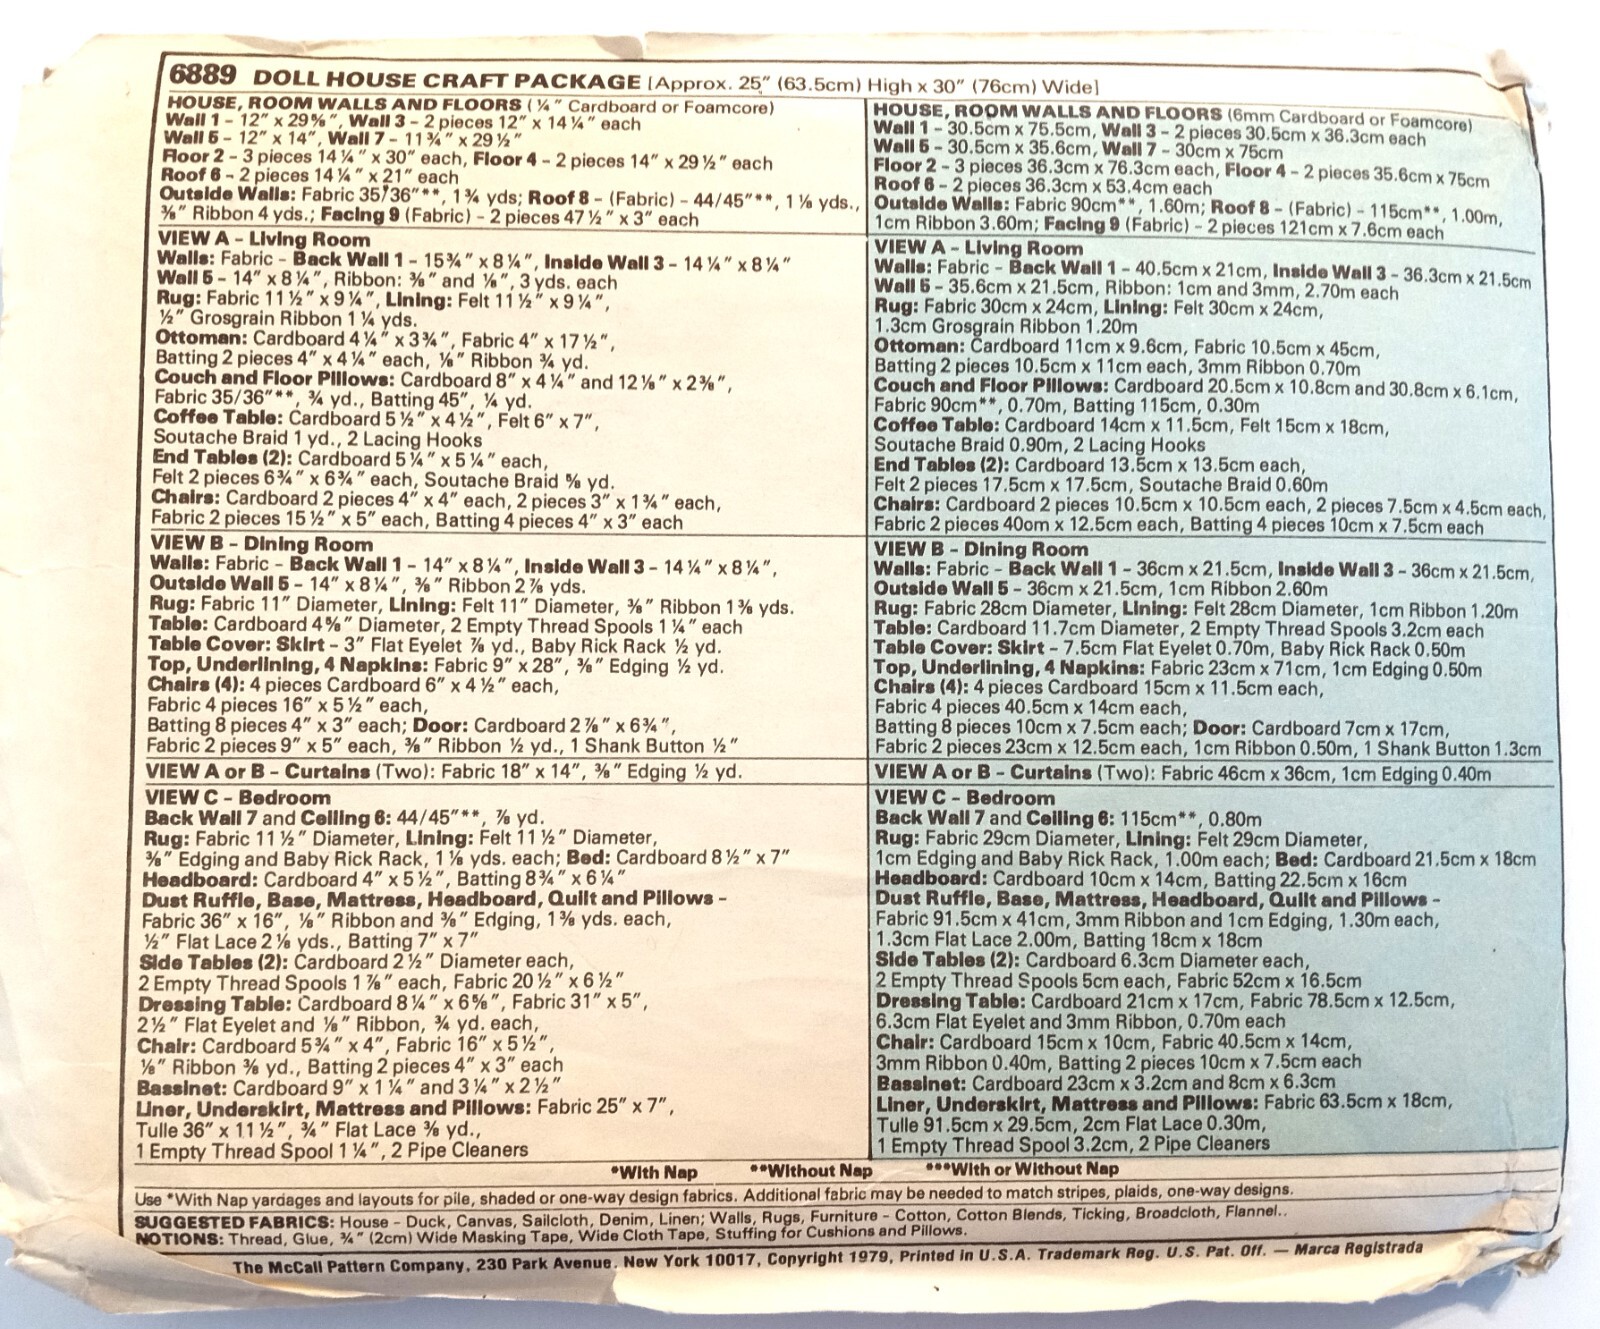 6889 DOLL HOUSE CRAFT PACKAGE [Approx. 25″ (63.5cm) High x 30″ (76cm) Wide]
HOUSE, ROOM WALLS AND FLOORS (¼″ Cardboard or Foamcore)
Wall 1 – 12″ x 29⅝″, Wall 3 – 2 pieces 12″ x 14¼″ each
Wall 5 – 12″ x 14″, Wall 7 – 11¾″ x 29½″
Floor 2 – 3 pieces 14¼″ x 30″ each, Floor 4 – 2 pieces 14″ x 29½″ each
Roof 6 – 2 pieces 14¼″ x 21″ each
Outside Walls: Fabric 35/36″**, 1¾ yds; Roof 8 – (Fabric) – 44/45″**, 1⅛ yds.,
⅜″ Ribbon 4 yds.; Facing 9 (Fabric) – 2 pieces 47½″ x 3″ each
VIEW A – Living Room
Walls: Fabric – Back Wall 1 – 15¾″ x 8¼″, Inside Wall 3 – 14¼″ x 8¼″
Wall 5 – 14″ x 8¼″, Ribbon: ⅜″ and ⅛″, 3 yds. each
Rug: Fabric 11½″ x 9¼″, Lining: Felt 11½″ x 9¼″,
½″ Grosgrain Ribbon 1¼ yds.
Ottoman: Cardboard 4¼″ x 3¾″, Fabric 4″ x 17½″,
Batting 2 pieces 4″ x 4¼″ each, ⅛″ Ribbon ¾ yd.
Couch and Floor Pillows: Cardboard 8″ x 4¼″ and 12⅛″ x 2⅜″,
Fabric 35/36″**, ¾ yd., Batting 45″, ¼ yd.
Coffee Table: Cardboard 5½″ x 4½″, Felt 6″ x 7″,
Soutache Braid 1 yd., 2 Lacing Hooks
End Tables (2): Cardboard 5¼″ x 5¼″ each,
Felt 2 pieces 6¾″ x 6¾″ each, Soutache Braid ⅝ yd.
Chairs: Cardboard 2 pieces 4″ x 4″ each, 2 pieces 3″ x 1¾″ each,
Fabric 2 pieces 15½″ x 5″ each, Batting 4 pieces 4″ x 3″ each
VIEW B – Dining Room
Walls: Fabric – Back Wall 1 – 14″ x 8¼″, Inside Wall 3 – 14¼″ x 8¼″,
Outside Wall 5 – 14″ x 8¼″, ⅜″ Ribbon 2⅞ yds.
Rug: Fabric 11″ Diameter, Lining: Felt 11″ Diameter, ⅜″ Ribbon 1⅜ yds.
Table: Cardboard 4⅝″ Diameter, 2 Empty Thread Spools 1¼″ each
Table Cover: Skirt – 3″ Flat Eyelet ⅞ yd., Baby Rick Rack ½ yd.
Top, Underlining, 4 Napkins: Fabric 9″ x 28″, ⅜″ Edging ½ yd.
Chairs (4): 4 pieces Cardboard 6″ x 4½″ each,
Fabric 4 pieces 16″ x 5½″ each,
Batting 8 pieces 4″ x 3″ each; Door: Cardboard 2⅞″ x 6¾″,
Fabric 2 pieces 9″ x 5″ each, ⅜″ Ribbon ½ yd., 1 Shank Button ½″
VIEW A or B – Curtains (Two): Fabric 18″ x 14″, ⅜″ Edging ½ yd.
VIEW C – Bedroom
Back Wall 7 and Ceiling 6: 44/45″**, ⅞ yd.
Rug: Fabric 11½″ Diameter, Lining: Felt 11½″ Diameter,
⅜″ Edging and Baby Rick Rack, 1⅛ yds. each; Bed: Cardboard 8½″ x 7″
Headboard: Cardboard 4″ x 5½″, Batting 8¾″ x 6¼″
Dust Ruffle, Base, Mattress, Headboard, Quilt and Pillows –
Fabric 36″ x 16″, ⅛″ Ribbon and ⅜″ Edging, 1⅜ yds. each,
½″ Flat Lace 2⅛ yds., Batting 7″ x 7″
Side Tables (2): Cardboard 2½″ Diameter each,
2 Empty Thread Spools 1⅞″ each, Fabric 20½″ x 6½″
Dressing Table: Cardboard 8¼″ x 6⅝″, Fabric 31″ x 5″,
2½″ Flat Eyelet and ⅛″ Ribbon, ¾ yd. each,
Chair: Cardboard 5¾″ x 4″, Fabric 16″ x 5½″,
⅛″ Ribbon ⅜ yd., Batting 2 pieces 4″ x 3″ each
Bassinet: Cardboard 9″ x 1¼″ and 3¼″ x 2½″
Liner, Underskirt, Mattress and Pillows: Fabric 25″ x 7″,
Tulle 36″ x 11½″, ¾″ Flat Lace ⅜ yd.,
1 Empty Thread Spool 1¼″, 2 Pipe Cleaners
HOUSE, ROOM WALLS AND FLOORS (6mm Cardboard or Foamcore)
Wall 1 – 30.5cm x 75.5cm, Wall 3 – 2 pieces 30.5cm x 36.3cm each
Wall 5 – 30.5cm x 35.6cm, Wall 7 – 30cm x 75cm
Floor 2 – 3 pieces 36.3cm x 76.3cm each, Floor 4 – 2 pieces 35.6cm x 75cm
Roof 6 – 2 pieces 36.3cm x 53.4cm each
Outside Walls: Fabric 90cm**, 1.60m; Roof 8 – (Fabric) – 115cm**, 1.00m,
1cm Ribbon 3.60m; Facing 9 (Fabric) – 2 pieces 121cm x 7.6cm each
VIEW A – Living Room
Walls: Fabric – Back Wall 1 – 40.5cm x 21cm, Inside Wall 3 – 36.3cm x 21.5cm
Wall 5 – 35.6cm x 21.5cm, Ribbon: 1cm and 3mm, 2.70m each
Rug: Fabric 30cm x 24cm, Lining: Felt 30cm x 24cm,
1.3cm Grosgrain Ribbon 1.20m
Ottoman: Cardboard 11cm x 9.6cm, Fabric 10.5cm x 45cm,
Batting 2 pieces 10.5cm x 11cm each, 3mm Ribbon 0.70m
Couch and Floor Pillows: Cardboard 20.5cm x 10.8cm and 30.8cm x 6.1cm,
Fabric 90cm**, 0.70m, Batting 115cm, 0.30m
Coffee Table: Cardboard 14cm x 11.5cm, Felt 15cm x 18cm,
Soutache Braid 0.90m, 2 Lacing Hooks
End Tables (2): Cardboard 13.5cm x 13.5cm each,
Felt 2 pieces 17.5cm x 17.5cm, Soutache Braid 0.60m
Chairs: Cardboard 2 pieces 10.5cm x 10.5cm each, 2 pieces 7.5cm x 4.5cm each,
Fabric 2 pieces 40om x 12.5cm each, Batting 4 pieces 10cm x 7.5cm each
VIEW B – Dining Room
Walls: Fabric – Back Wall 1 – 36cm x 21.5cm, Inside Wall 3 – 36cm x 21.5cm,
Outside Wall 5 – 36cm x 21.5cm, 1cm Ribbon 2.60m
Rug: Fabric 28cm Diameter, Lining: Felt 28cm Diameter, 1cm Ribbon 1.20m
Table: Cardboard 11.7cm Diameter, 2 Empty Thread Spools 3.2cm each
Table Cover: Skirt – 7.5cm Flat Eyelet 0.70m, Baby Rick Rack 0.50m
Top, Underlining, 4 Napkins: Fabric 23cm x 71cm, 1cm Edging 0.50m
Chairs (4): 4 pieces Cardboard 15cm x 11.5cm each,
Fabric 4 pieces 40.5cm x 14cm each,
Batting 8 pieces 10cm x 7.5cm each; Door: Cardboard 7cm x 17cm,
Fabric 2 pieces 23cm x 12.5cm each, 1cm Ribbon 0.50m, 1 Shank Button 1.3cm
VIEW A or B – Curtains (Two): Fabric 46cm x 36cm, 1cm Edging 0.40m
VIEW C – Bedroom
Back Wall 7 and Ceiling 6: 115cm**, 0.80m
Rug: Fabric 29cm Diameter, Lining: Felt 29cm Diameter,
1cm Edging and Baby Rick Rack, 1.00m each; Bed: Cardboard 21.5cm x 18cm
Headboard: Cardboard 10cm x 14cm, Batting 22.5cm x 16cm
Dust Ruffle, Base, Mattress, Headboard, Quilt and Pillows –
Fabric 91.5cm x 41cm, 3mm Ribbon and 1cm Edging, 1.30m each,
1.3cm Flat Lace 2.00m, Batting 18cm x 18cm
Side Tables (2): Cardboard 6.3cm Diameter each,
2 Empty Thread Spools 5cm each, Fabric 52cm x 16.5cm
Dressing Table: Cardboard 21cm x 17cm, Fabric 78.5cm x 12.5cm,
6.3cm Flat Eyelet and 3mm Ribbon, 0.70m each
Chair: Cardboard 15cm x 10cm, Fabric 40.5cm x 14cm,
3mm Ribbon 0.40m, Batting 2 pieces 10cm x 7.5cm each
Bassinet: Cardboard 23cm x 3.2cm and 8cm x 6.3cm
Liner, Underskirt, Mattress and Pillows: Fabric 63.5cm x 18cm,
Tulle 91.5cm x 29.5cm, 2cm Flat Lace 0.30m,
1 Empty Thread Spool 3.2cm, 2 Pipe Cleaners
*With Nap **Without Nap ***With or Without Nap
Use *With Nap yardages and layouts for pile, shaded or one-way design fabrics. Additional fabric may be needed to match stripes, plaids, one-way designs.
SUGGESTED FABRICS: House – Duck, Canvas, Sailcloth, Denim, Linen; Walls, Rugs, Furniture – Cotton, Cotton Blends, Ticking, Broadcloth, Flannel..
NOTIONS: Thread, Glue, ¾″ (2cm) Wide Masking Tape, Wide Cloth Tape, Stuffing for Cushions and Pillows.
The McCall Pattern Company, 230 Park Avenue, New York 10017, Copyright 1979, Printed in U.S.A. Trademark Reg. U.S. Pat. Off. — Marca Registrada